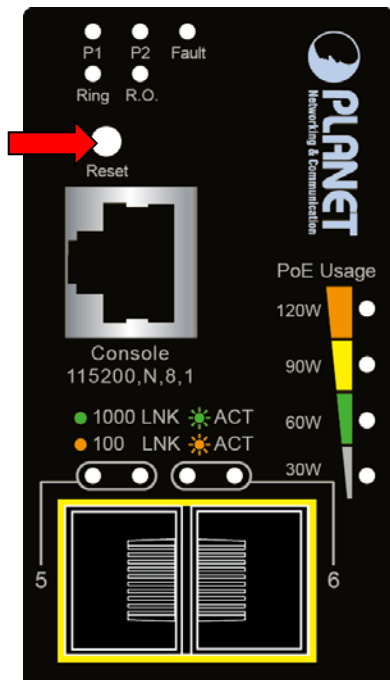 P1 P2 Fault
Ring R.O.
Reset
PLANET
Networking & Communication
PoE Usage
120W
90W
60W
30W
Console
115200,N,8,1
1000 LNK ACT
100 LNK ACT
5 6